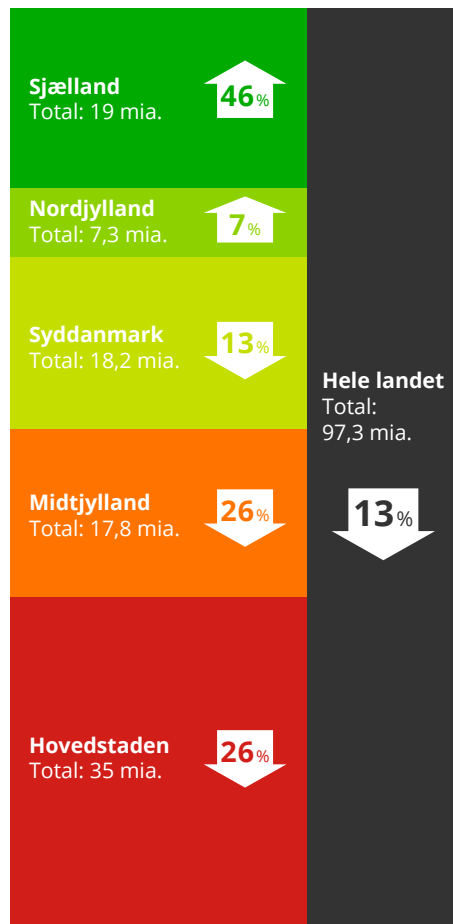 Sjælland
Total: 19 mia.
46%
Nordjylland
Total: 7,3 mia.
7%
Syddanmark
Total: 18,2 mia.
13%
Midtjylland
Total: 17,8 mia.
26%
Hovedstaden
Total: 35 mia.
26%
Hele landet
Total:
97,3 mia.
13%